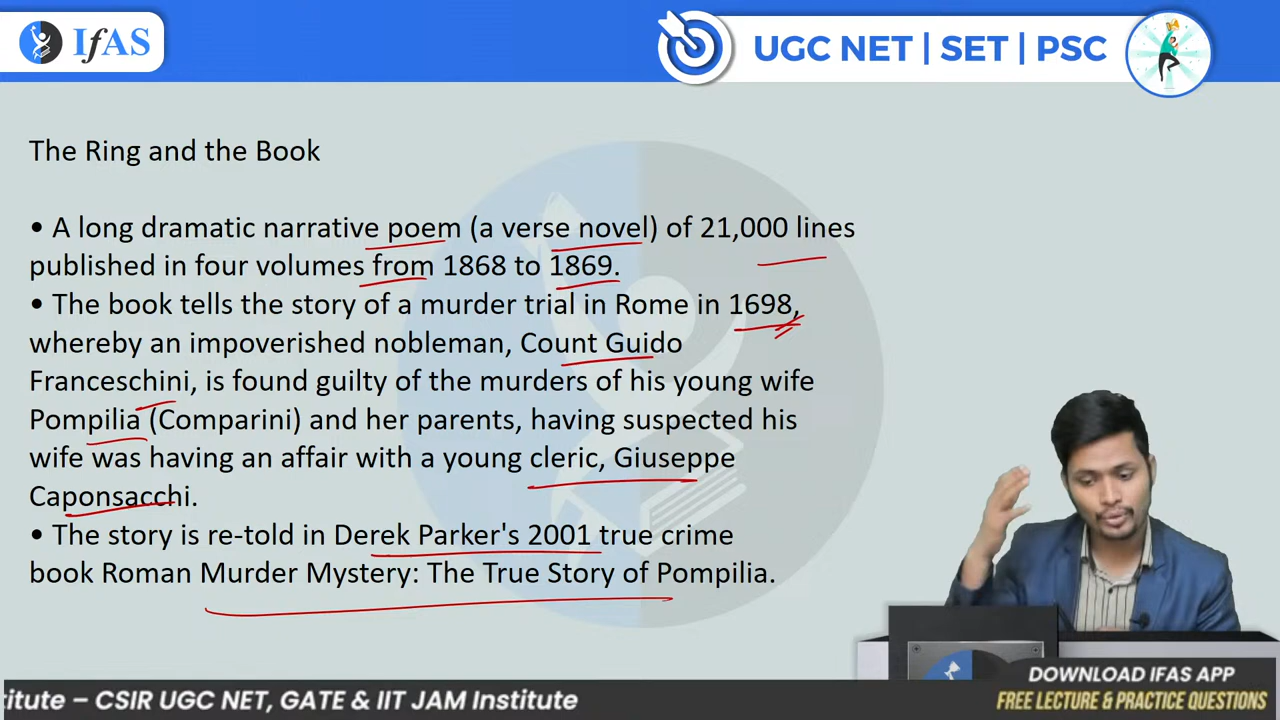 IfAS
UGC NET | SET | PSC
The Ring and the Book
• A long dramatic narrative poem (a verse novel) of 21,000 lines
published in four volumes from 1868 to 1869.
• The book tells the story of a murder trial in Rome in 1698,
whereby an impoverished nobleman, Count Guido
Franceschini, is found guilty of the murders of his young wife
Pompilia (Comparini) and her parents, having suspected his
wife was having an affair with a young cleric, Giuseppe
Caponsacchi.
• The story is re-told in Derek Parker's 2001 true crime
book Roman Murder Mystery: The True Story of Pompilia.
titute – CSIR UGC NET, GATE & IIT JAM Institute
DOWNLOAD IFAS APP
FREE LECTURE & PRACTICE QUESTIONS